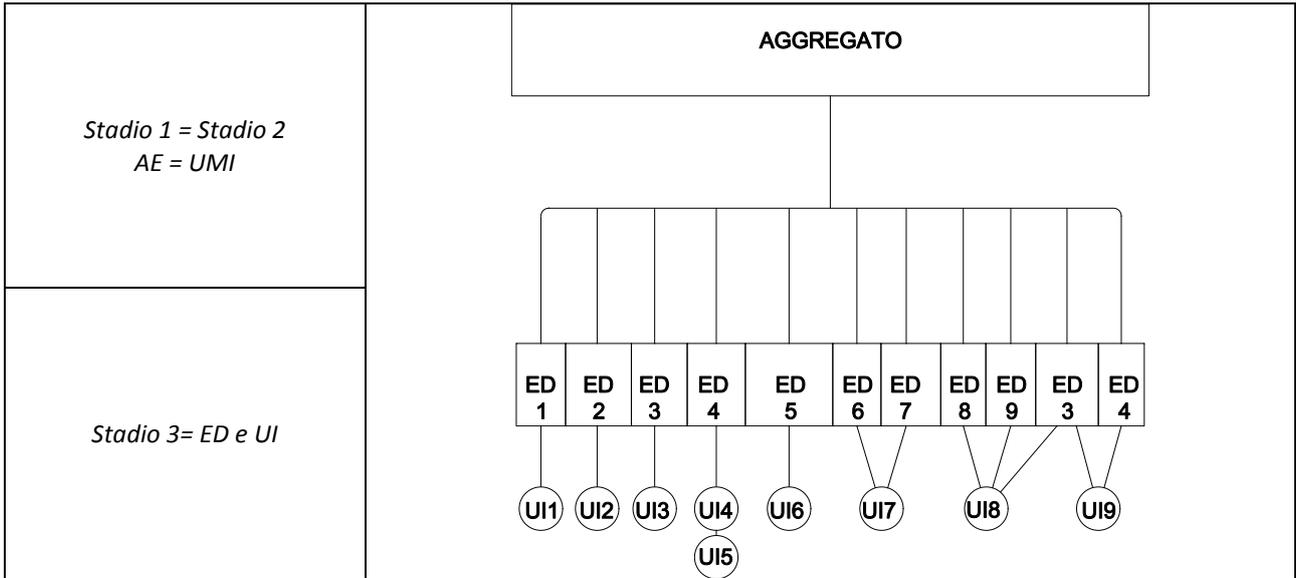 Stadio 1 = Stadio 2
AE = UMI
AGGREGATO
Stadio 3= ED e UI
ED ED ED ED ED ED ED ED ED ED ED
1 2 3 4 5 6 7 8 9 3 4
UI1 UI2 UI3 UI4 UI6 UI7 UI8 UI9
UI5